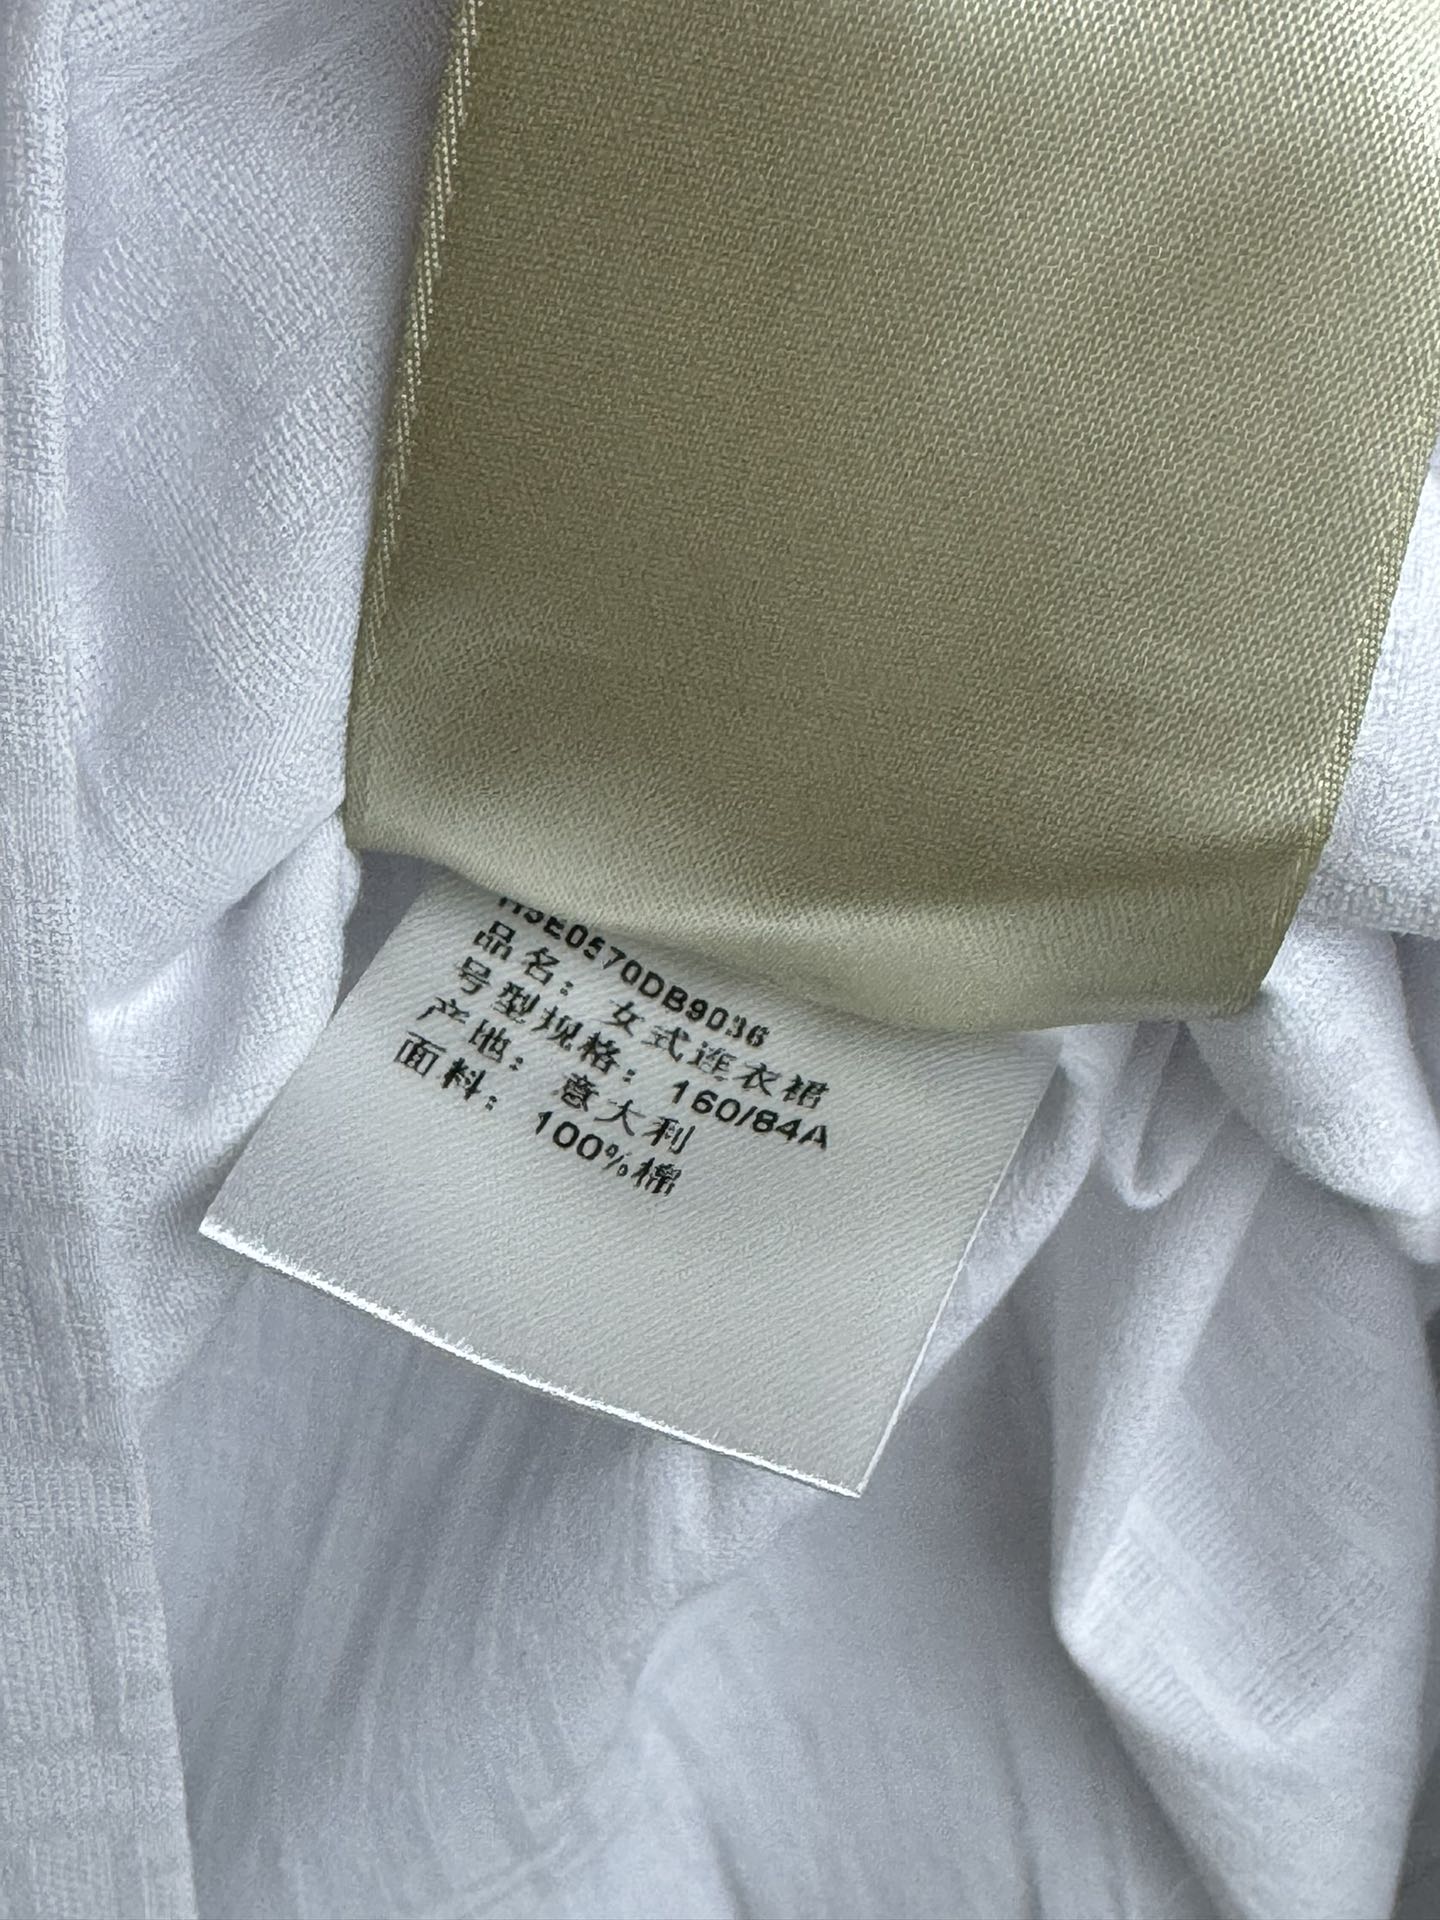 H3E0570DB9036
品名：女式连衣裙
号型规格：160/84A
产地：意大利
面料：100%棉